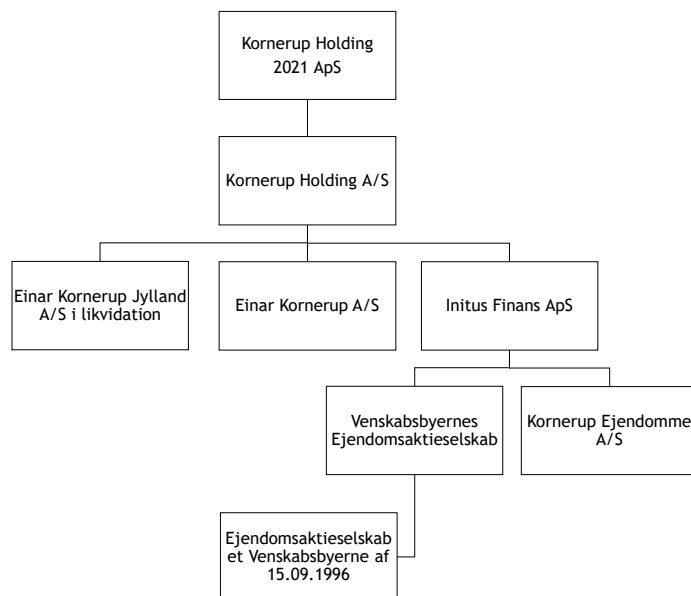 Kornerup Holding
2021 ApS
Kornerup Holding A/S
Einar Kornerup Jylland
A/S i likvidation
Einar Kornerup A/S
Initus Finans ApS
Venskabsbyernes
Ejendomsaktieselskab
Kornerup Ejendomme
A/S
Ejendomsaktieselskab
et Venskabsbyerne af
15.09.1996